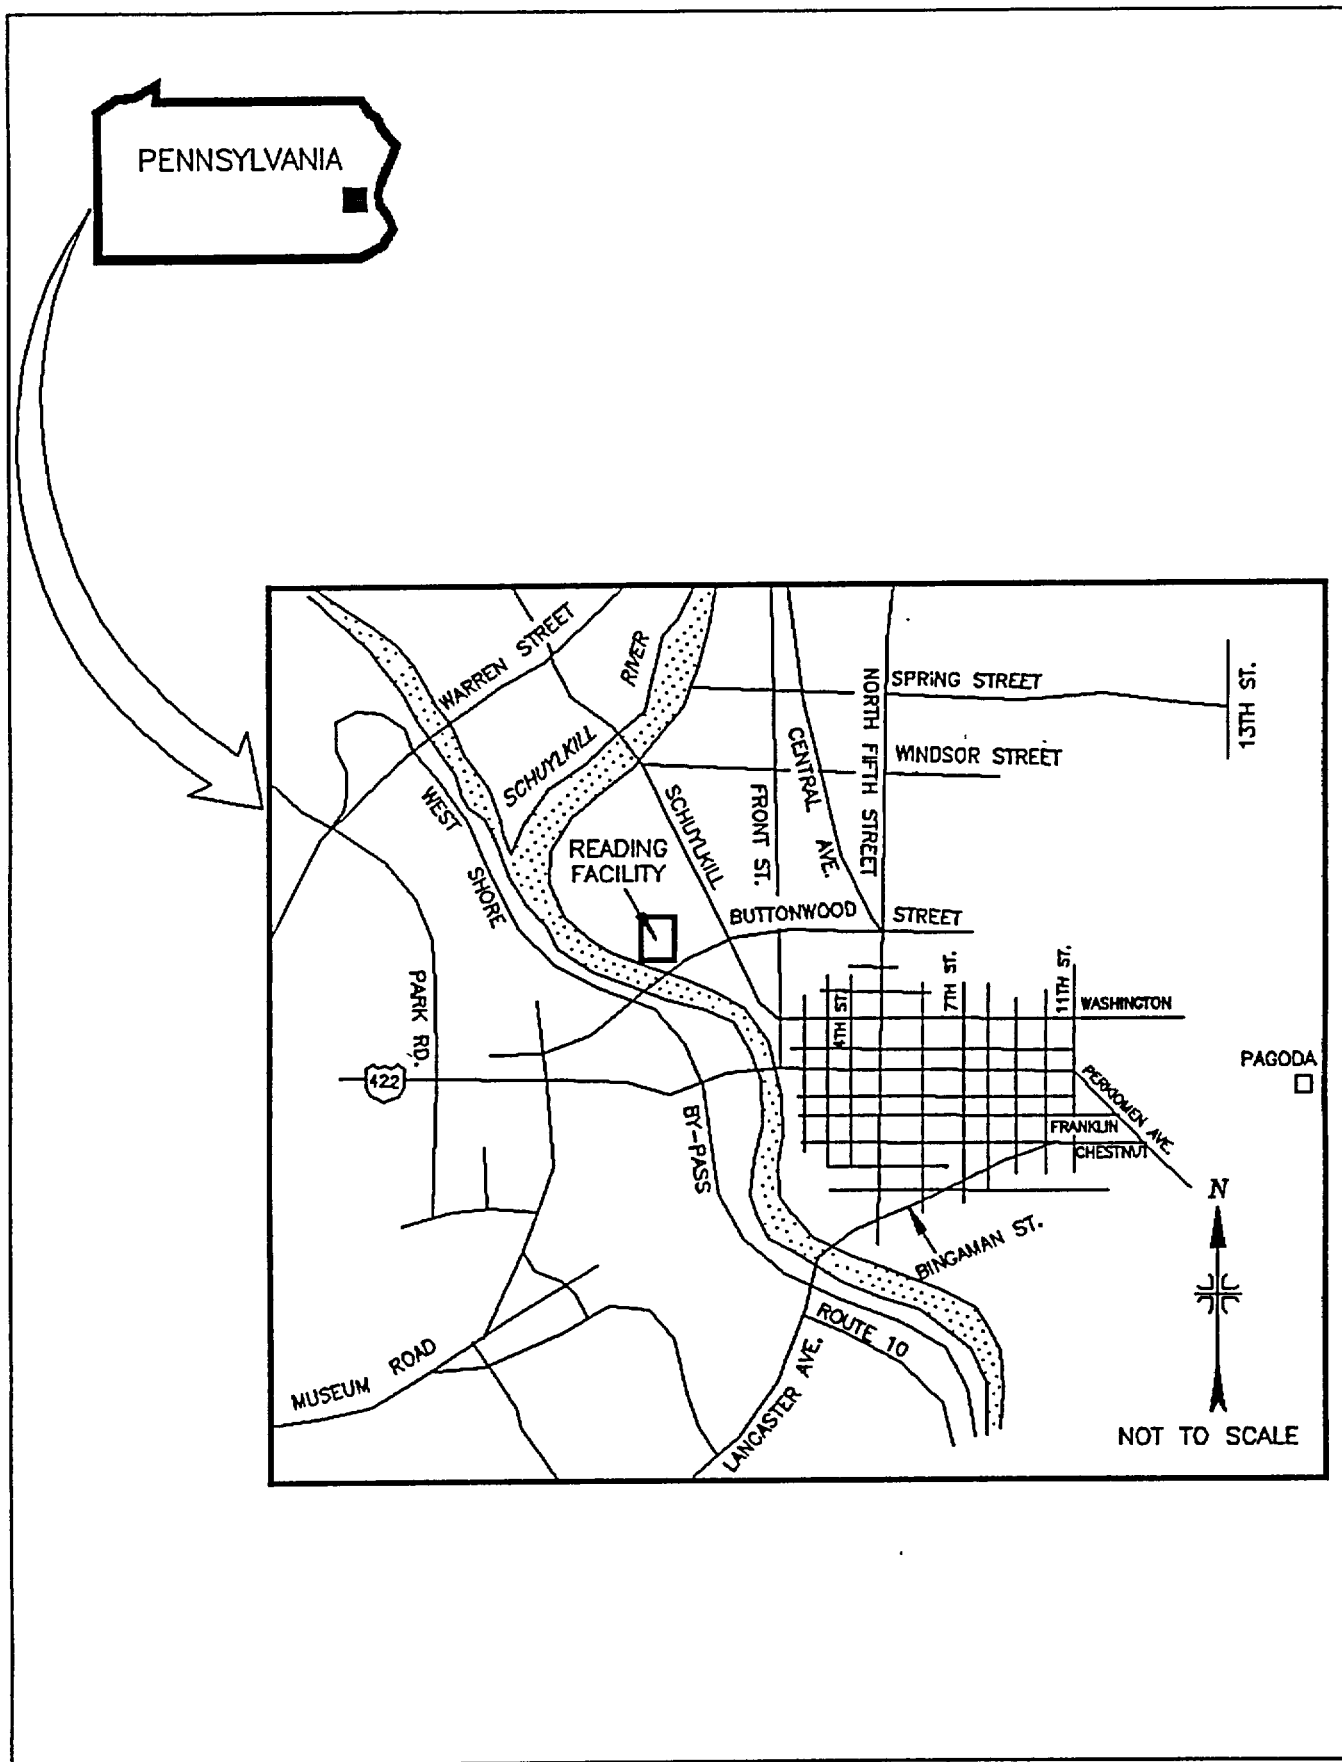 PENNSYLVANIA
WARREN STREET
RIVER
SCHUYLKILL
SPRING STREET
13TH ST.
NORTH FIFTH STREET
CENTRAL AVE.
WINDSOR STREET
WEST SHORE
SCHUYLKILL
FRONT ST.
READING
FACILITY
BUTTONWOOD STREET
PARK RD.
7TH ST.
11TH ST.
4TH ST.
WASHINGTON
PAGODA
422
BY-PASS
PERKIOMEN AVE.
FRANKLIN
CHESTNUT
N
BINGAMAN ST.
ROUTE 10
MUSEUM ROAD
LANCASTER AVE.
NOT TO SCALE